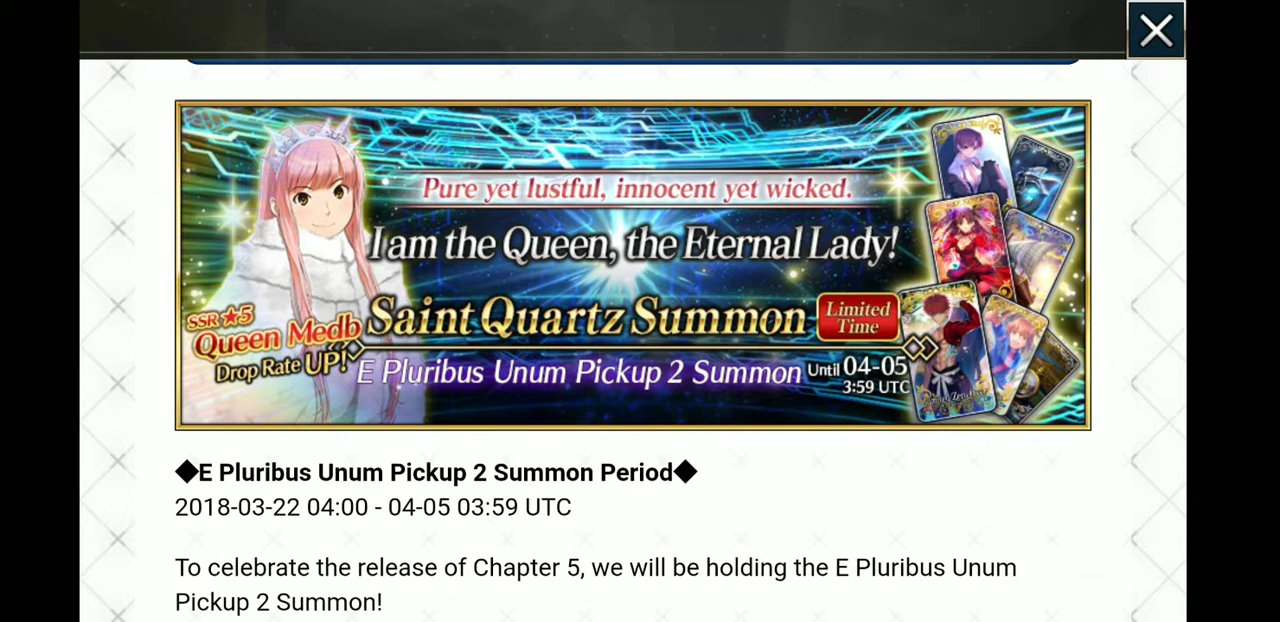 Pure yet lustful, innocent yet wicked.
I am the Queen, the Eternal Lady!
SSR ★5
Queen Medb
Drop Rate UP!
Saint Quartz Summon
Limited
Time
E Pluribus Unum Pickup 2 Summon
Until 04-05
3:59 UTC
◆E Pluribus Unum Pickup 2 Summon Period◆
2018-03-22 04:00 - 04-05 03:59 UTC
To celebrate the release of Chapter 5, we will be holding the E Pluribus Unum
Pickup 2 Summon!